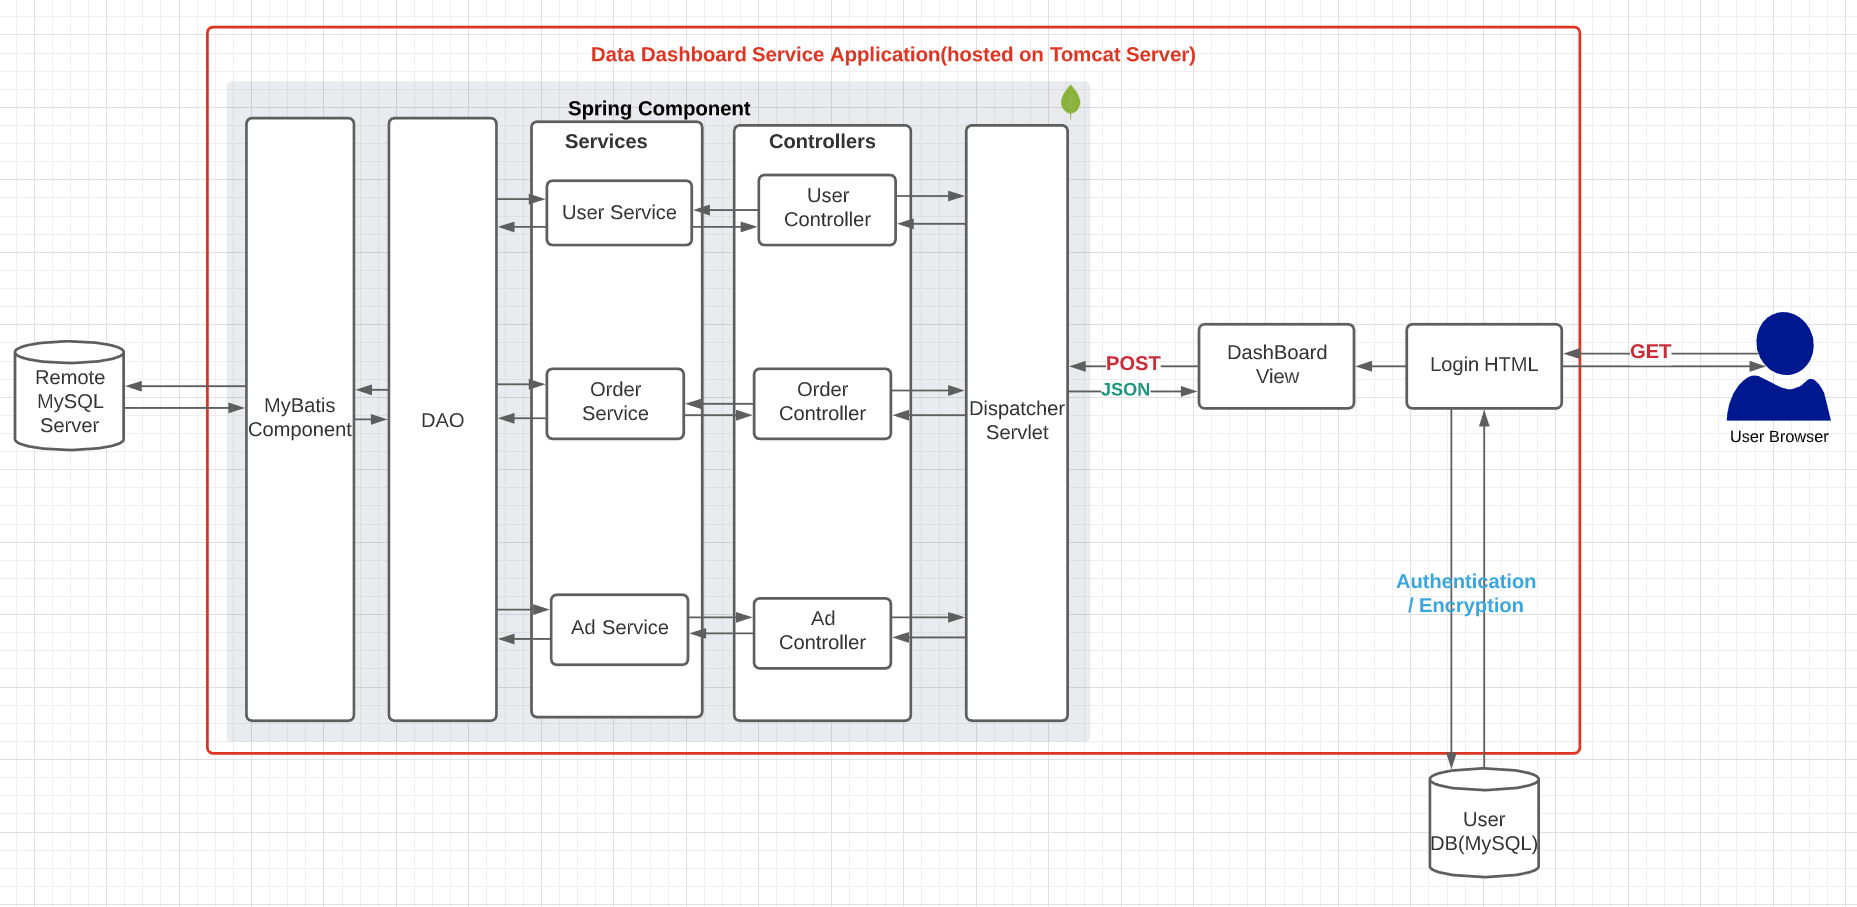 Data Dashboard Service Application(hosted on Tomcat Server)
Spring Component
Services
Controllers
User Service
User
Controller
Remote
MySQL
Server
MyBatis
Component
DAO
Order
Service
Order
Controller
Dispatcher
Servlet
POST
JSON
DashBoard
View
Login HTML
GET
User Browser
Authentication
/ Encryption
Ad Service
Ad
Controller
User
DB(MySQL)